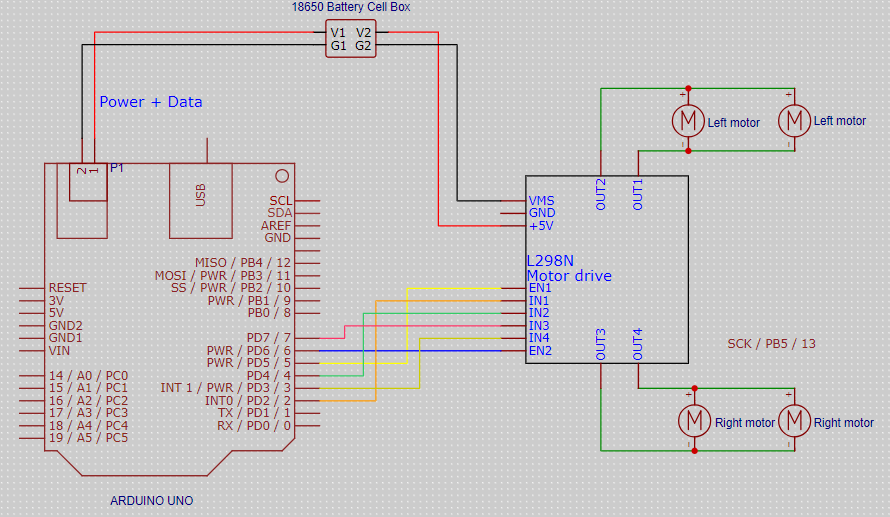 18650 Battery Cell Box
V1 V2
G1 G2
Power + Data
2 1 P1
USB
SCL
SDA
AREF
GND
MISO / PB4 / 12
MOSI / PWR / PB3 / 11
SS / PWR / PB2 / 10
PWR / PB1 / 9
PB0 / 8
PD7 / 7
PWR / PD6 / 6
PWR / PD5 / 5
PD4 / 4
INT 1 / PWR / PD3 / 3
INT0 / PD2 / 2
TX / PD1 / 1
RX / PD0 / 0
RESET
3V
5V
GND2
GND1
VIN
14 / A0 / PC0
15 / A1 / PC1
16 / A2 / PC2
17 / A3 / PC3
18 / A4 / PC4
19 / A5 / PC5
ARDUINO UNO
+ M - Left motor
+ M - Left motor
OUT2 OUT1
VMS
GND
+5V
L298N
Motor drive
EN1
IN1
IN2
IN3
IN4
EN2
OUT3 OUT4
SCK / PB5 / 13
+ M - Right motor
+ M - Right motor